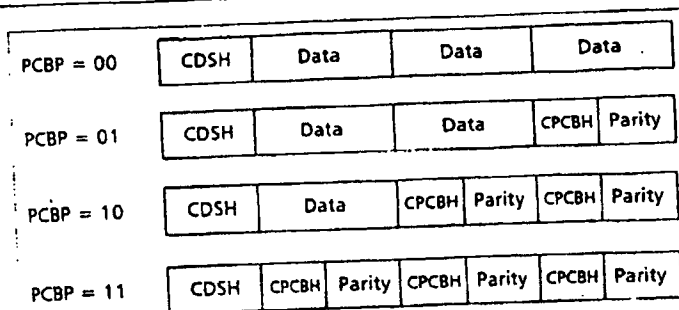 PCBP = 00 CDSH Data Data Data
PCBP = 01 CDSH Data Data CPCBH Parity
PCBP = 10 CDSH Data CPCBH Parity CPCBH Parity
PCBP = 11 CDSH CPCBH Parity CPCBH Parity CPCBH Parity